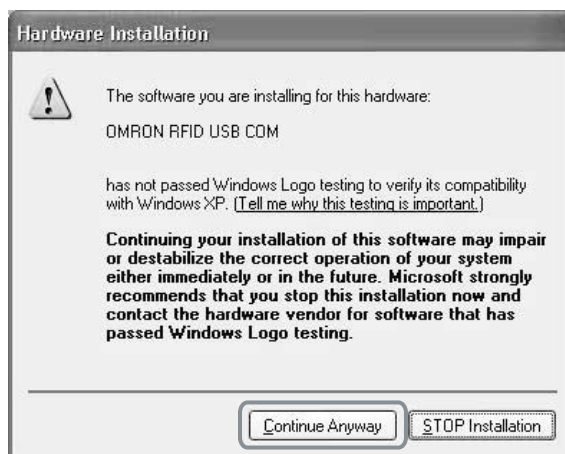 Hardware Installation
The software you are installing for this hardware:
OMRON RFID USB COM
has not passed Windows Logo testing to verify its compatibility
with Windows XP. (Tell me why this testing is important.)
Continuing your installation of this software may impair
or destabilize the correct operation of your system
either immediately or in the future. Microsoft strongly
recommends that you stop this installation now and
contact the hardware vendor for software that has
passed Windows Logo testing.
Continue Anyway
STOP Installation